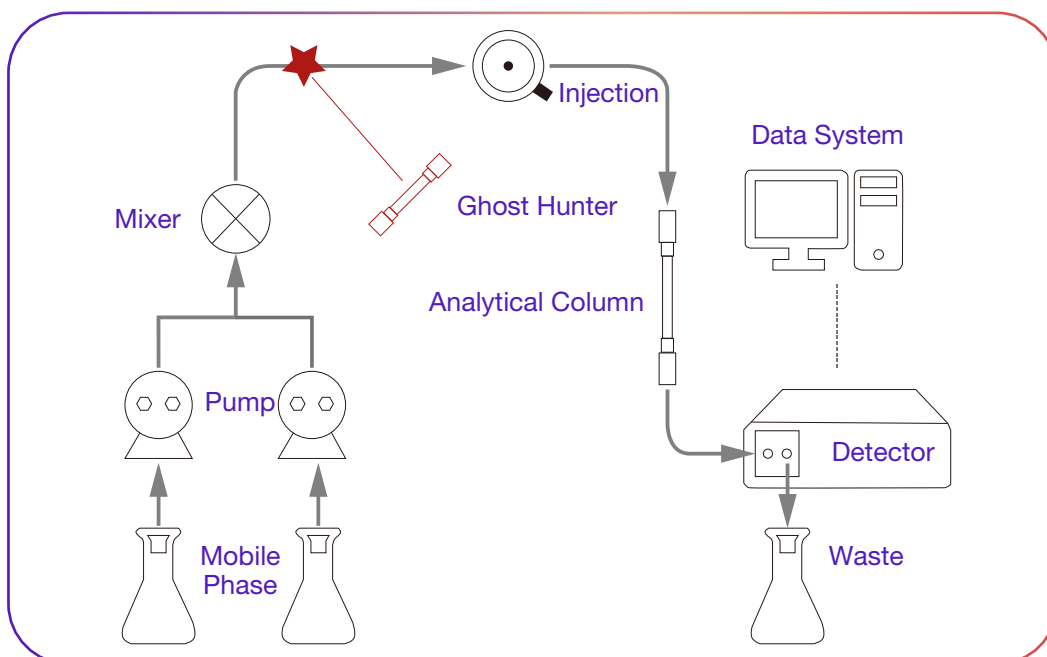 Injection
Data System
Mixer
Ghost Hunter
Analytical Column
Pump
Detector
Mobile
Phase
Waste